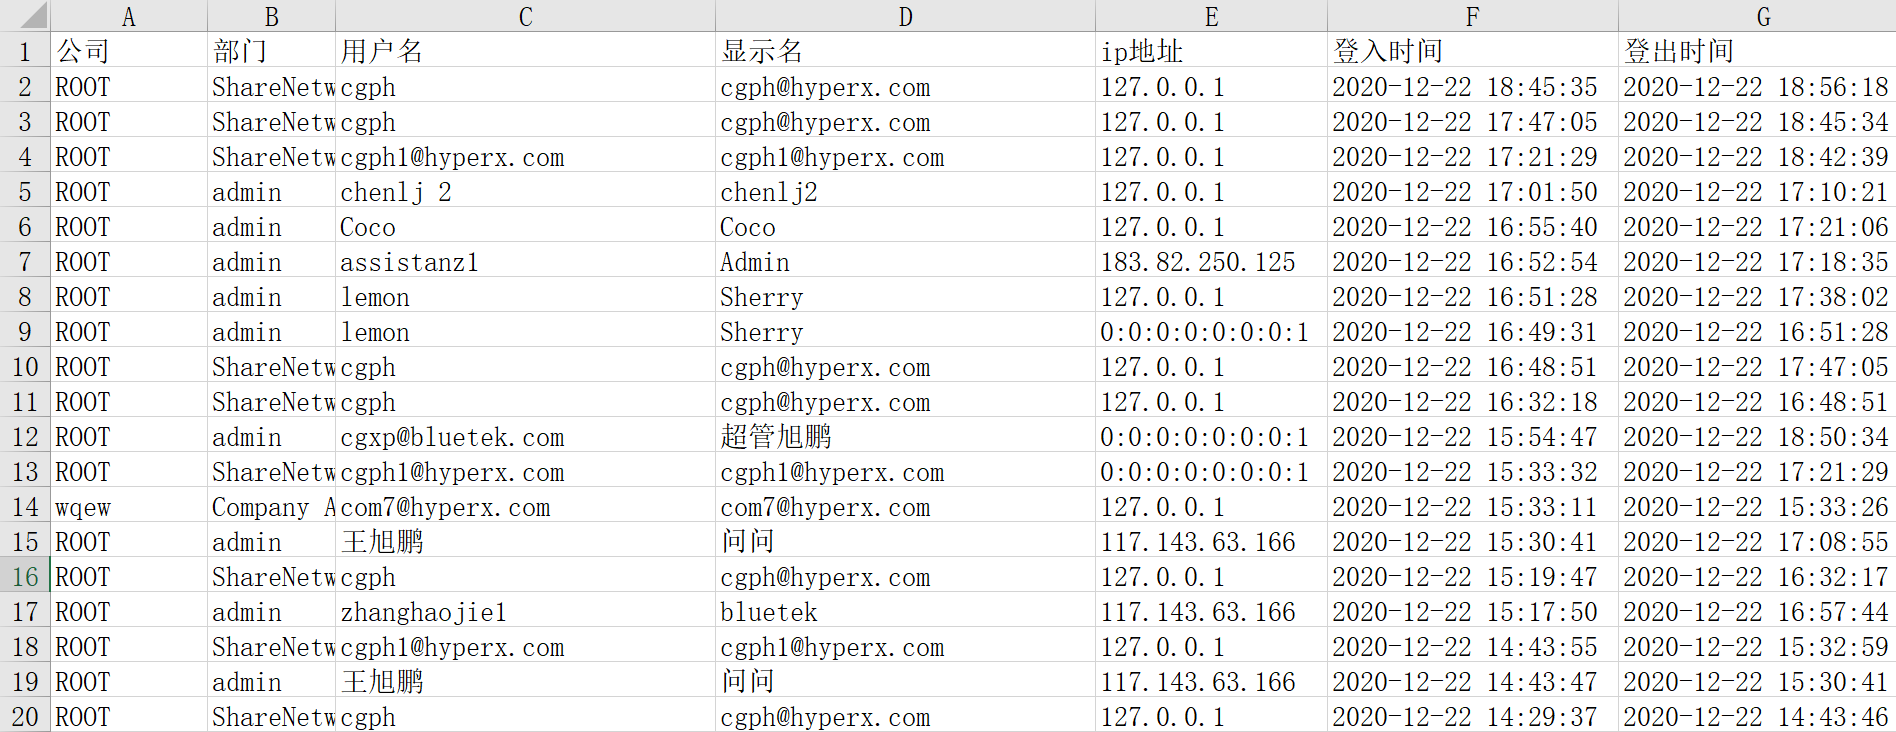 A B C D E F G
1 公司 部门 用户名 显示名 ip地址 登入时间 登出时间
2 ROOT ShareNetw cgph cgph@hyperx.com 127.0.0.1 2020-12-22 18:45:35 2020-12-22 18:56:18
3 ROOT ShareNetw cgph cgph@hyperx.com 127.0.0.1 2020-12-22 17:47:05 2020-12-22 18:45:34
4 ROOT ShareNetw cgph1@hyperx.com cgph1@hyperx.com 127.0.0.1 2020-12-22 17:21:29 2020-12-22 18:42:39
5 ROOT admin chenlj 2 chenlj2 127.0.0.1 2020-12-22 17:01:50 2020-12-22 17:10:21
6 ROOT admin Coco Coco 127.0.0.1 2020-12-22 16:55:40 2020-12-22 17:21:06
7 ROOT admin assistanz1 Admin 183.82.250.125 2020-12-22 16:52:54 2020-12-22 17:18:35
8 ROOT admin lemon Sherry 127.0.0.1 2020-12-22 16:51:28 2020-12-22 17:38:02
9 ROOT admin lemon Sherry 0:0:0:0:0:0:0:1 2020-12-22 16:49:31 2020-12-22 16:51:28
10 ROOT ShareNetw cgph cgph@hyperx.com 127.0.0.1 2020-12-22 16:48:51 2020-12-22 17:47:05
11 ROOT ShareNetw cgph cgph@hyperx.com 127.0.0.1 2020-12-22 16:32:18 2020-12-22 16:48:51
12 ROOT admin cgxp@bluetek.com 超管旭鹏 0:0:0:0:0:0:0:1 2020-12-22 15:54:47 2020-12-22 18:50:34
13 ROOT ShareNetw cgph1@hyperx.com cgph1@hyperx.com 0:0:0:0:0:0:0:1 2020-12-22 15:33:32 2020-12-22 17:21:29
14 wqew Company A com7@hyperx.com com7@hyperx.com 127.0.0.1 2020-12-22 15:33:11 2020-12-22 15:33:26
15 ROOT admin 王旭鹏 问问 117.143.63.166 2020-12-22 15:30:41 2020-12-22 17:08:55
16 ROOT ShareNetw cgph cgph@hyperx.com 127.0.0.1 2020-12-22 15:19:47 2020-12-22 16:32:17
17 ROOT admin zhanghaojie1 bluetek 117.143.63.166 2020-12-22 15:17:50 2020-12-22 16:57:44
18 ROOT ShareNetw cgph1@hyperx.com cgph1@hyperx.com 127.0.0.1 2020-12-22 14:43:55 2020-12-22 15:32:59
19 ROOT admin 王旭鹏 问问 117.143.63.166 2020-12-22 14:43:47 2020-12-22 15:30:41
20 ROOT ShareNetw cgph cgph@hyperx.com 127.0.0.1 2020-12-22 14:29:37 2020-12-22 14:43:46